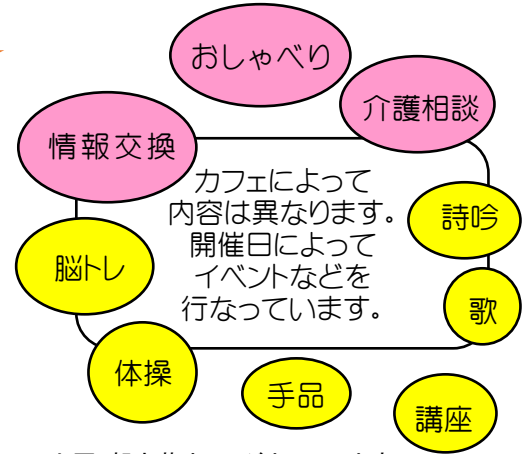 おしゃべり
介護相談
情報交換
カフェによって
内容は異なります。
開催日によって
イベントなどを
行なっています。
詩吟
脳トレ
歌
体操
手品
講座